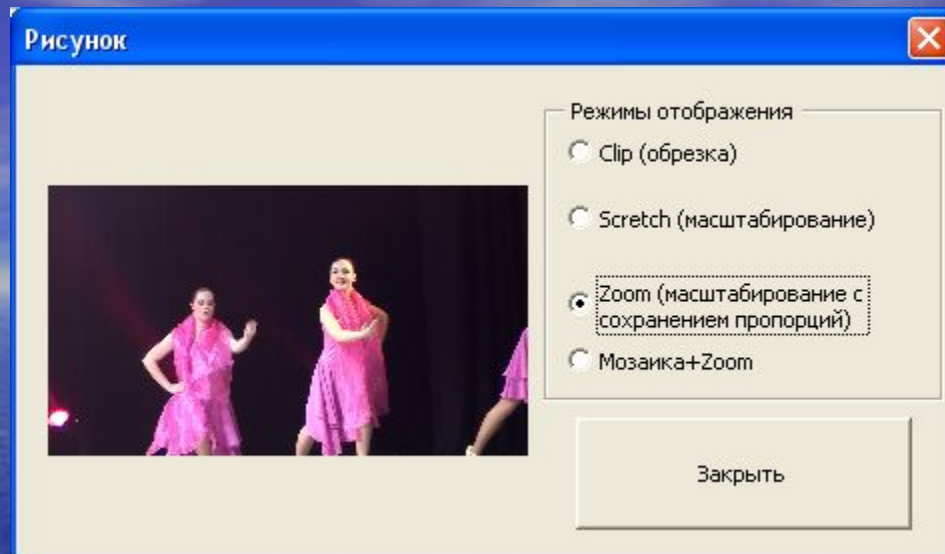 Рисунок
Режимы отображения
Clip (обрезка)
Scretch (масштабирование)
Zoom (масштабирование с
сохранением пропорций)
Мозаика+Zoom
Закрыть